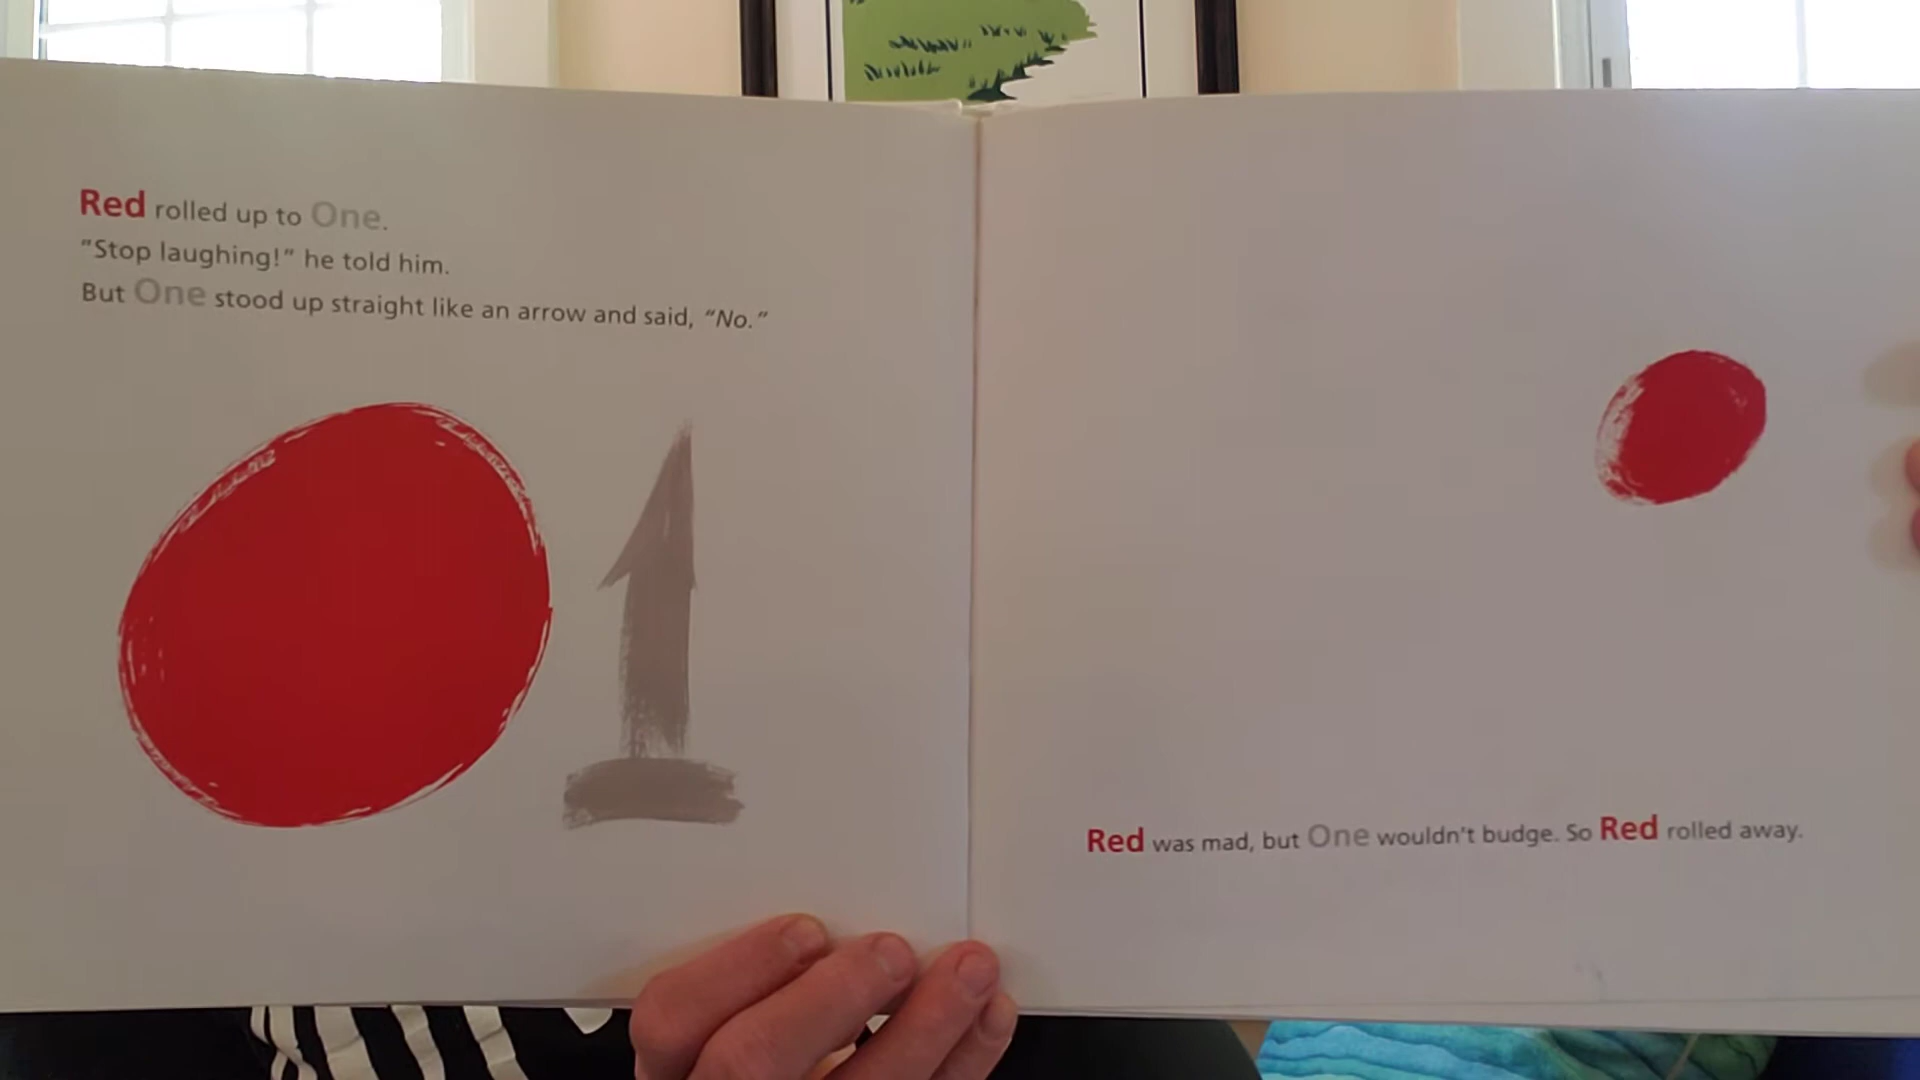 Red rolled up to One.
"Stop laughing!" he told him.
But One stood up straight like an arrow and said, "No."
1
Red was mad, but One wouldn't budge. So Red rolled away.